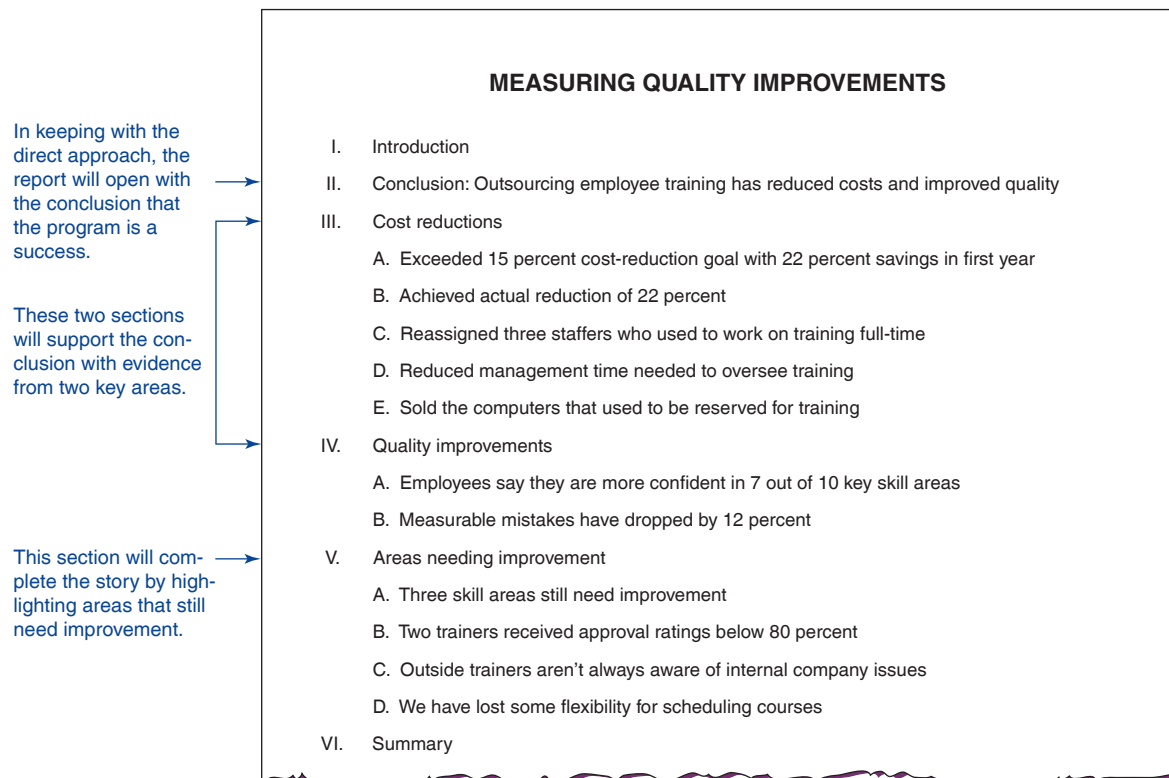 MEASURING QUALITY IMPROVEMENTS
In keeping with the
direct approach, the
report will open with
the conclusion that
the program is a
success.
These two sections
will support the con-
clusion with evidence
from two key areas.
This section will com-
plete the story by high-
lighting areas that still
need improvement.
I. Introduction
II. Conclusion: Outsourcing employee training has reduced costs and improved quality
III. Cost reductions
A. Exceeded 15 percent cost-reduction goal with 22 percent savings in first year
B. Achieved actual reduction of 22 percent
C. Reassigned three staffers who used to work on training full-time
D. Reduced management time needed to oversee training
E. Sold the computers that used to be reserved for training
IV. Quality improvements
A. Employees say they are more confident in 7 out of 10 key skill areas
B. Measurable mistakes have dropped by 12 percent
V. Areas needing improvement
A. Three skill areas still need improvement
B. Two trainers received approval ratings below 80 percent
C. Outside trainers aren’t always aware of internal company issues
D. We have lost some flexibility for scheduling courses
VI. Summary